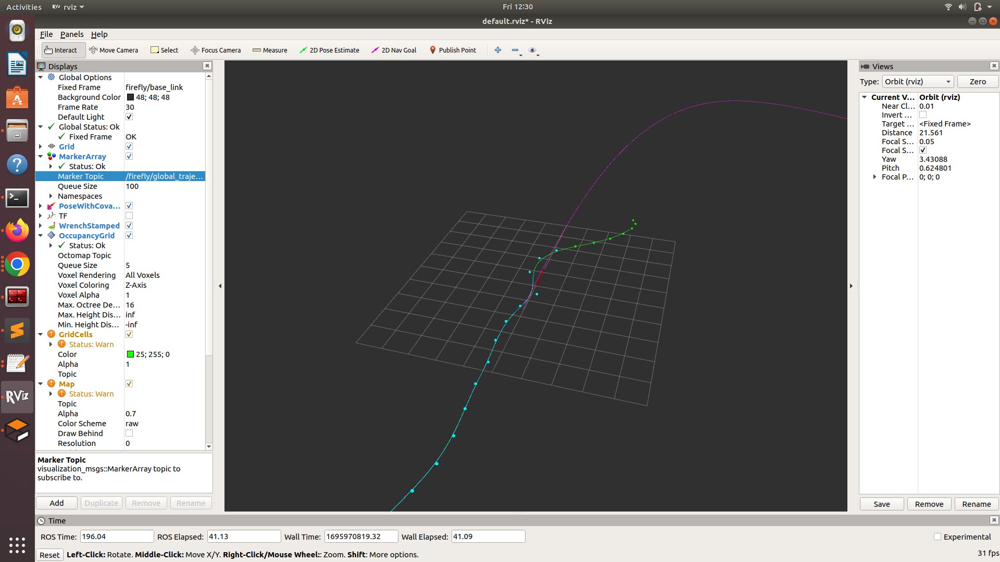 Activities
RViz rviz
Fri 12:30
default.rviz* - RViz
File Panels Help
Interact Move Camera Select Focus Camera Measure 2D Pose Estimate 2D Nav Goal Publish Point
Displays
Global Options
Fixed Frame firefly/base_link
Background Color 48; 48; 48
Frame Rate 30
Default Light
Global Status: Ok
Fixed Frame OK
Grid
MarkerArray
Status: Ok
Marker Topic /firefly/global_traje...
Queue Size 100
Namespaces
PoseWithCova...
TF
WrenchStamped
OccupancyGrid
Status: Ok
Octomap Topic
Queue Size 5
Voxel Rendering All Voxels
Voxel Coloring Z-Axis
Voxel Alpha 1
Max. Octree De... 16
Max. Height Dis... inf
Min. Height Dis... -inf
GridCells
Status: Warn
Color 25; 255; 0
Alpha 1
Topic
Map
Status: Warn
Topic
Alpha 0.7
Color Scheme raw
Draw Behind
Resolution 0
Marker Topic
visualization_msgs::MarkerArray topic to
subscribe to.
Add Duplicate Remove Rename
RViz
Views
Type: Orbit (rviz) Zero
Current V... Orbit (rviz)
Near Cl... 0.01
Invert ...
Target ... <Fixed Frame>
Distance 21.561
Focal S... 0.05
Focal S...
Yaw 3.43088
Pitch 0.624801
Focal P... 0; 0; 0
Save Remove Rename
Time
ROS Time: 196.04 ROS Elapsed: 41.13 Wall Time: 1695970819.32 Wall Elapsed: 41.09 Experimental
Reset Left-Click: Rotate. Middle-Click: Move X/Y. Right-Click/Mouse Wheel:: Zoom. Shift: More options. 31 fps